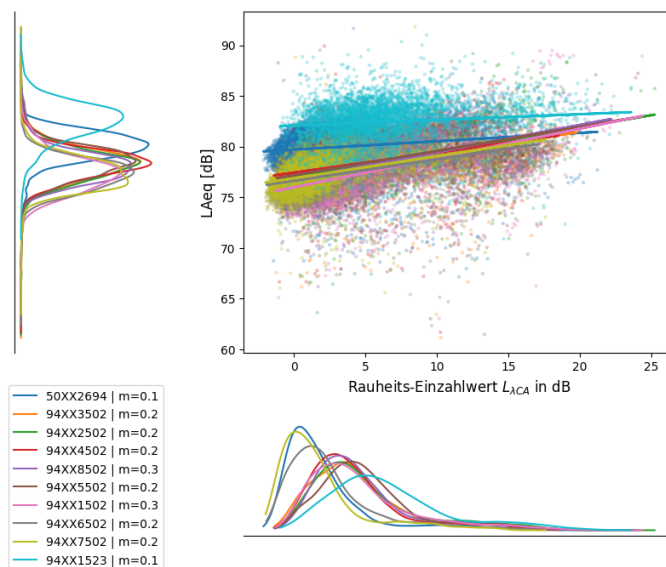 90
85
80
75
70
65
60
LAeq [dB]
0
5
10
15
20
25
Rauheits-Einzahlwert LλCA in dB
50XX2694 | m=0.1
94XX3502 | m=0.2
94XX2502 | m=0.2
94XX4502 | m=0.2
94XX8502 | m=0.3
94XX5502 | m=0.2
94XX1502 | m=0.3
94XX6502 | m=0.2
94XX7502 | m=0.2
94XX1523 | m=0.1